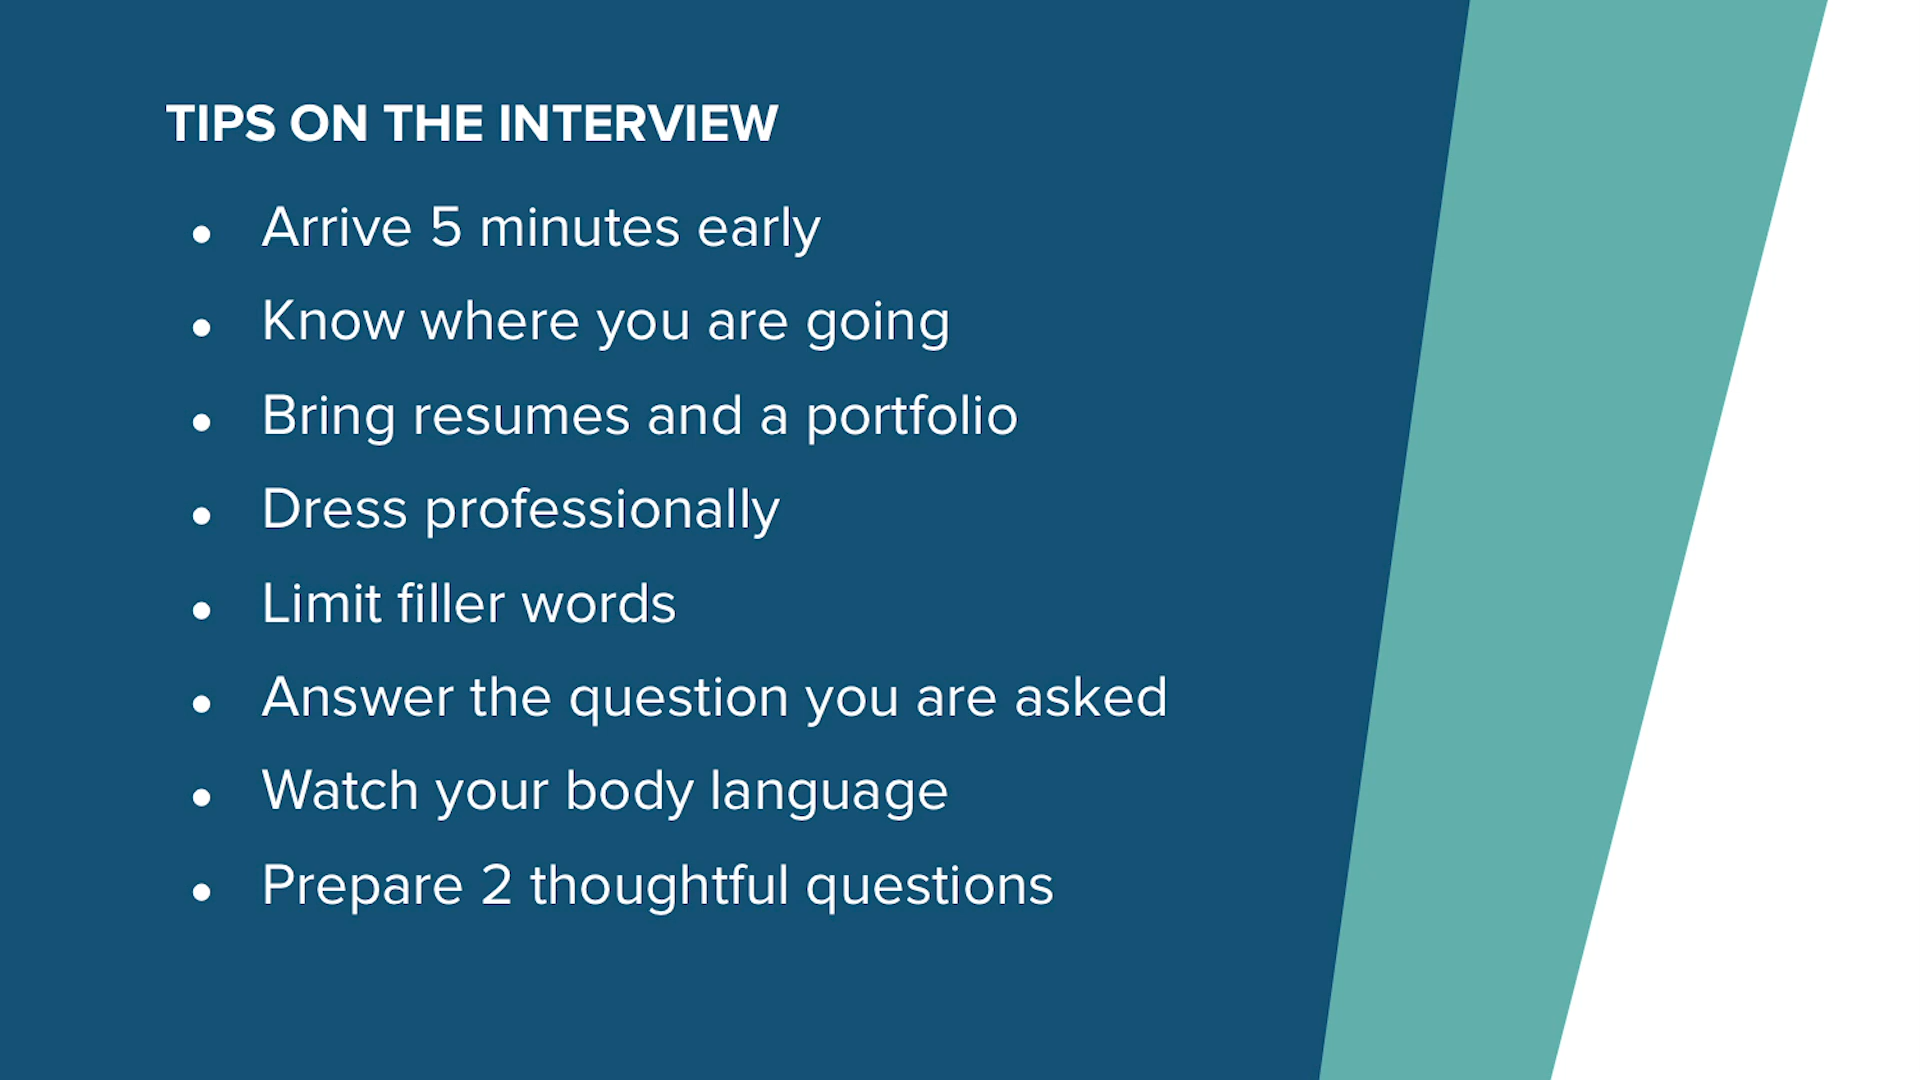 TIPS ON THE INTERVIEW
• Arrive 5 minutes early
• Know where you are going
• Bring resumes and a portfolio
• Dress professionally
• Limit filler words
• Answer the question you are asked
• Watch your body language
• Prepare 2 thoughtful questions